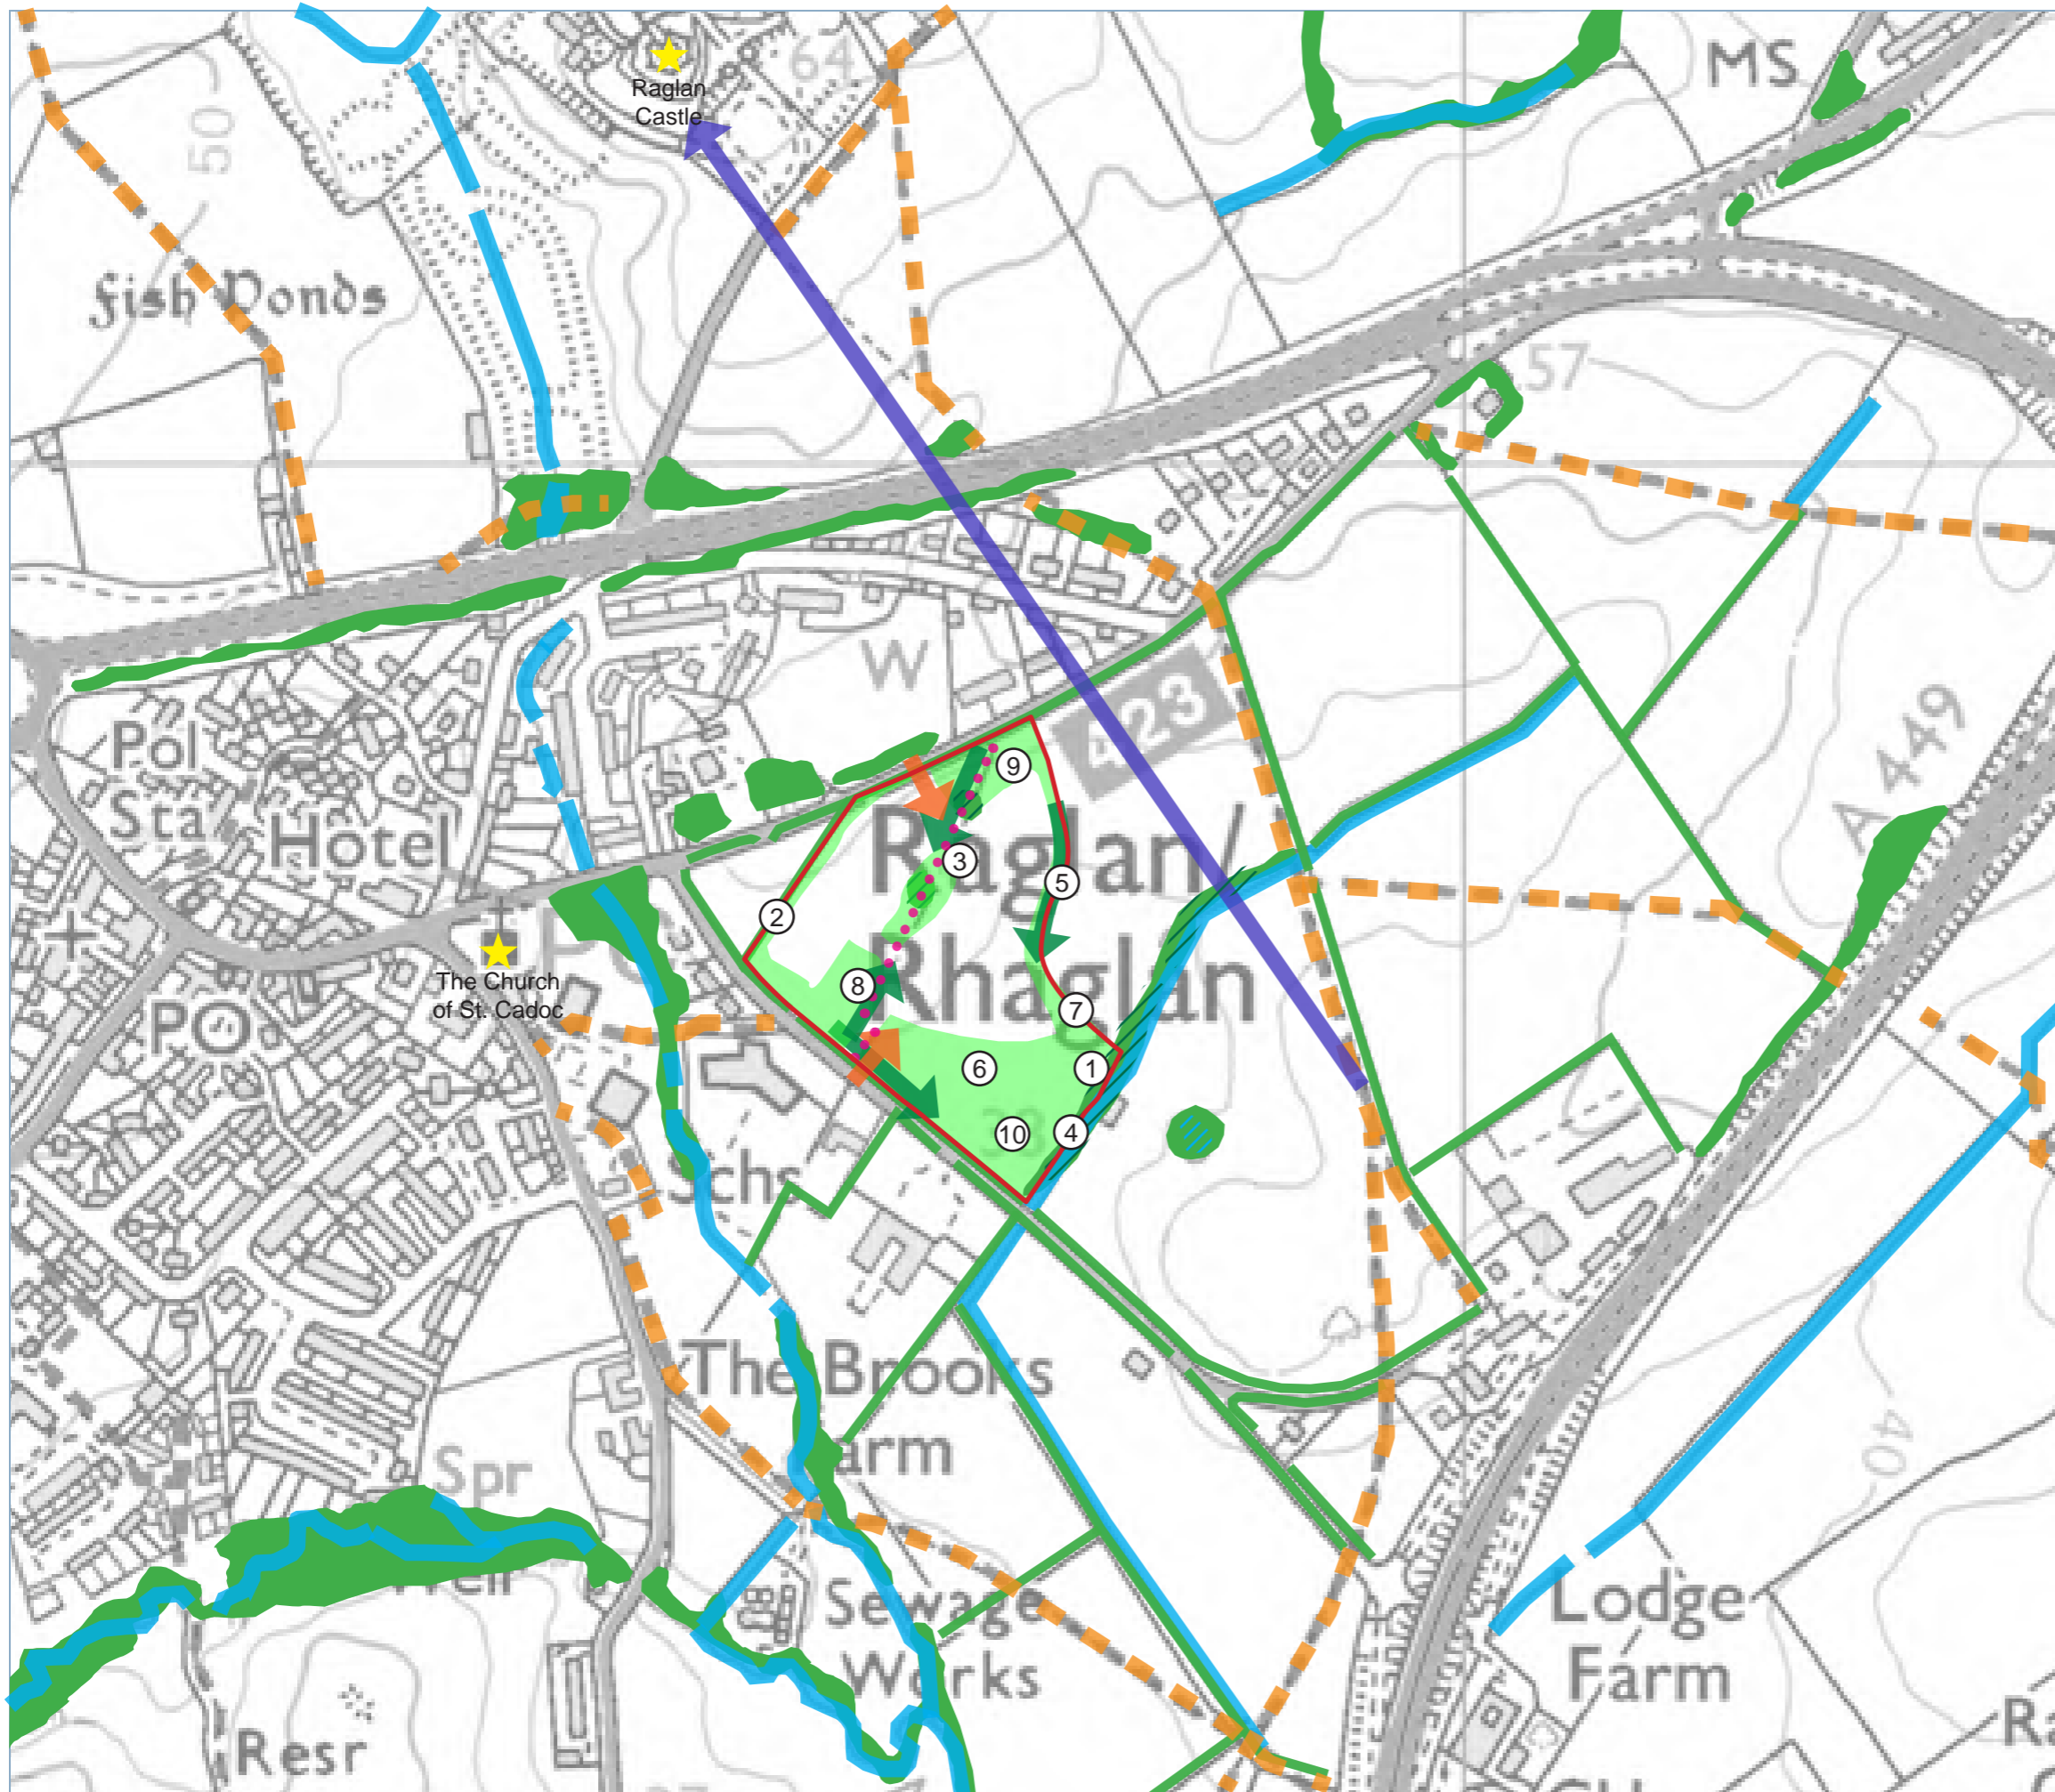 MS
64
Raglan
Castle
50
Fish Ponds
57
W
423
A 449
Pol
Sta
Hotel
9
Raglan/
3
5
2
Rhaglan
The Church
of St. Cadoc
PO
8
7
6
1
10
4
Schs
The Brooks
Farm
40
Spr
Weir
Sewage
Works
Lodge
Farm
Resr